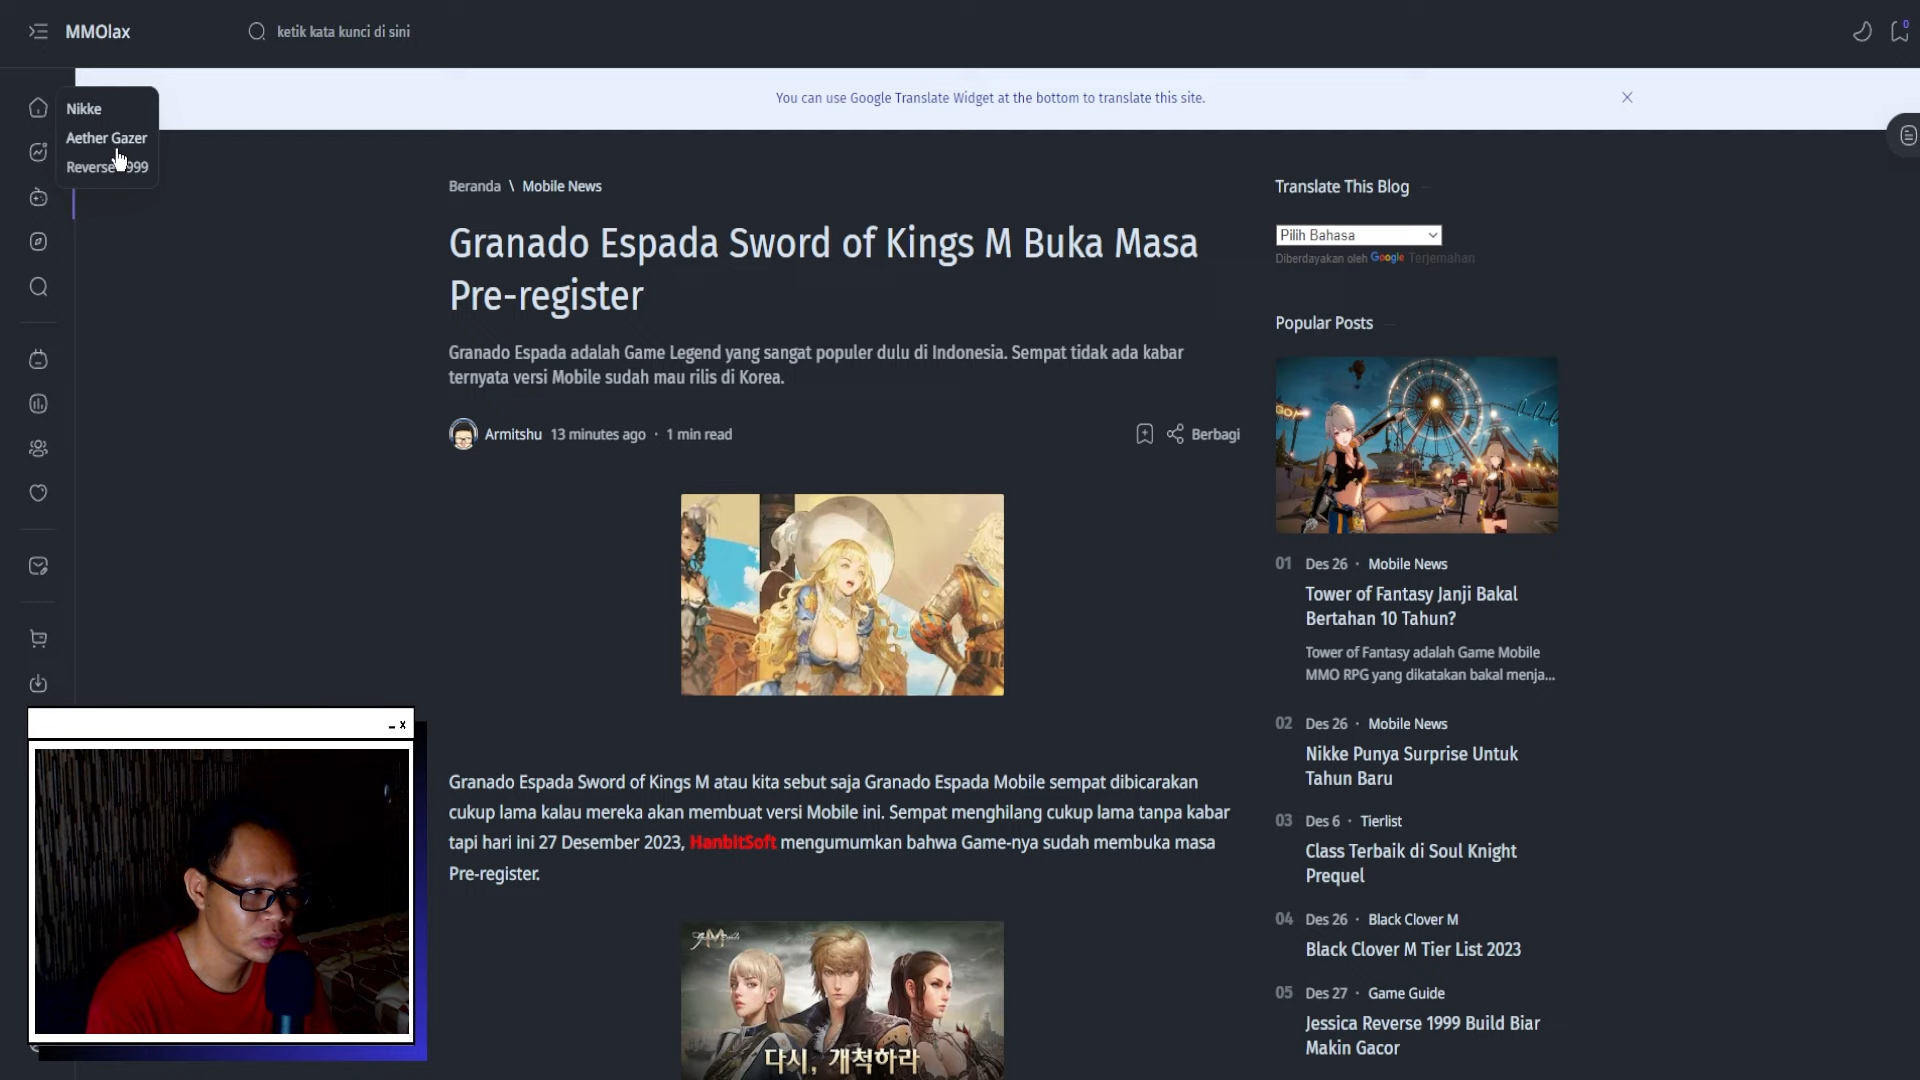 MMOlax
ketik kata kunci di sini
0
You can use Google Translate Widget at the bottom to translate this site.
Nikke
Aether Gazer
Reverse 1999
Beranda \ Mobile News
Granado Espada Sword of Kings M Buka Masa
Pre-register
Granado Espada adalah Game Legend yang sangat populer dulu di Indonesia. Sempat tidak ada kabar
ternyata versi Mobile sudah mau rilis di Korea.
Armitshu 13 minutes ago · 1 min read
Berbagi
Granado Espada Sword of Kings M atau kita sebut saja Granado Espada Mobile sempat dibicarakan
cukup lama kalau mereka akan membuat versi Mobile ini. Sempat menghilang cukup lama tanpa kabar
tapi hari ini 27 Desember 2023, HanbitSoft mengumumkan bahwa Game-nya sudah membuka masa
Pre-register.
다시, 개척하라
Translate This Blog
Pilih Bahasa
Diberdayakan oleh Google Terjemahan
Popular Posts
01 Des 26 · Mobile News
Tower of Fantasy Janji Bakal
Bertahan 10 Tahun?
Tower of Fantasy adalah Game Mobile
MMO RPG yang dikatakan bakal menja...
02 Des 26 · Mobile News
Nikke Punya Surprise Untuk
Tahun Baru
03 Des 6 · Tierlist
Class Terbaik di Soul Knight
Prequel
04 Des 26 · Black Clover M
Black Clover M Tier List 2023
05 Des 27 · Game Guide
Jessica Reverse 1999 Build Biar
Makin Gacor